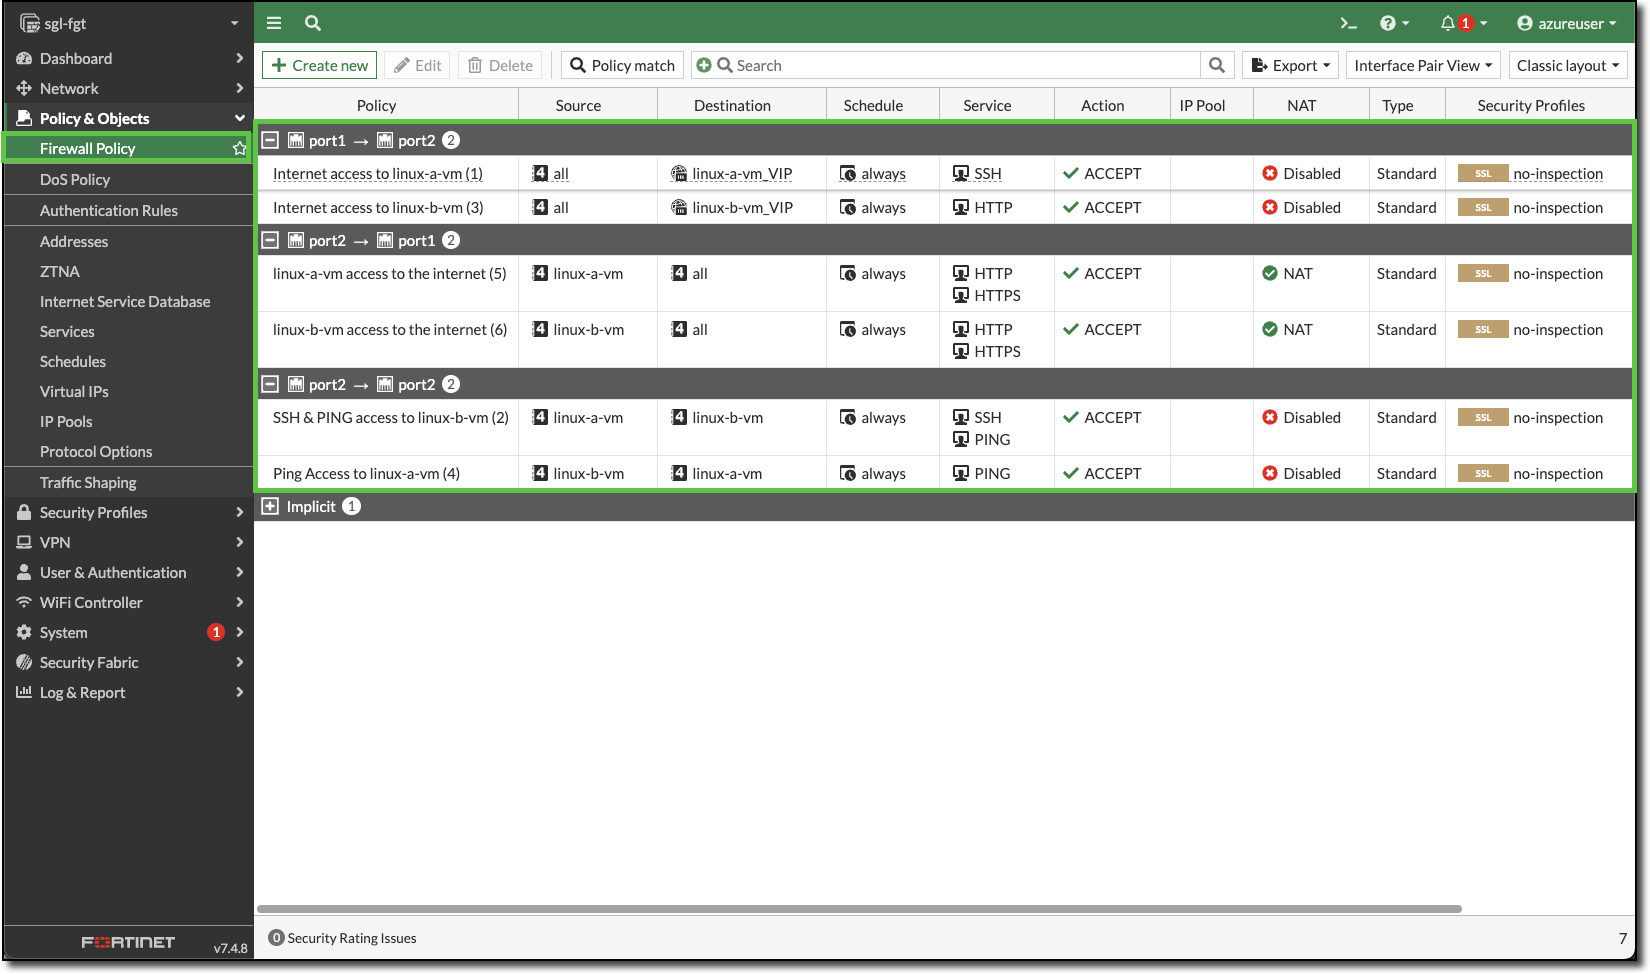 sgl-fgt
1
azureuser
Dashboard
Network
Policy & Objects
Firewall Policy
DoS Policy
Authentication Rules
Addresses
ZTNA
Internet Service Database
Services
Schedules
Virtual IPs
IP Pools
Protocol Options
Traffic Shaping
Security Profiles
VPN
User & Authentication
WiFi Controller
System 1
Security Fabric
Log & Report
FORTINET v7.4.8
Create new Edit Delete Policy match Search Export Interface Pair View Classic layout
Policy Source Destination Schedule Service Action IP Pool NAT Type Security Profiles
port1 → port2 2
Internet access to linux-a-vm (1) 4 all linux-a-vm_VIP always SSH ACCEPT Disabled Standard SSL no-inspection
Internet access to linux-b-vm (3) 4 all linux-b-vm_VIP always HTTP ACCEPT Disabled Standard SSL no-inspection
port2 → port1 2
linux-a-vm access to the internet (5) 4 linux-a-vm 4 all always HTTP ACCEPT NAT Standard SSL no-inspection
HTTPS
linux-b-vm access to the internet (6) 4 linux-b-vm 4 all always HTTP ACCEPT NAT Standard SSL no-inspection
HTTPS
port2 → port2 2
SSH & PING access to linux-b-vm (2) 4 linux-a-vm 4 linux-b-vm always SSH ACCEPT Disabled Standard SSL no-inspection
PING
Ping Access to linux-a-vm (4) 4 linux-b-vm 4 linux-a-vm always PING ACCEPT Disabled Standard SSL no-inspection
Implicit 1
0 Security Rating Issues 7